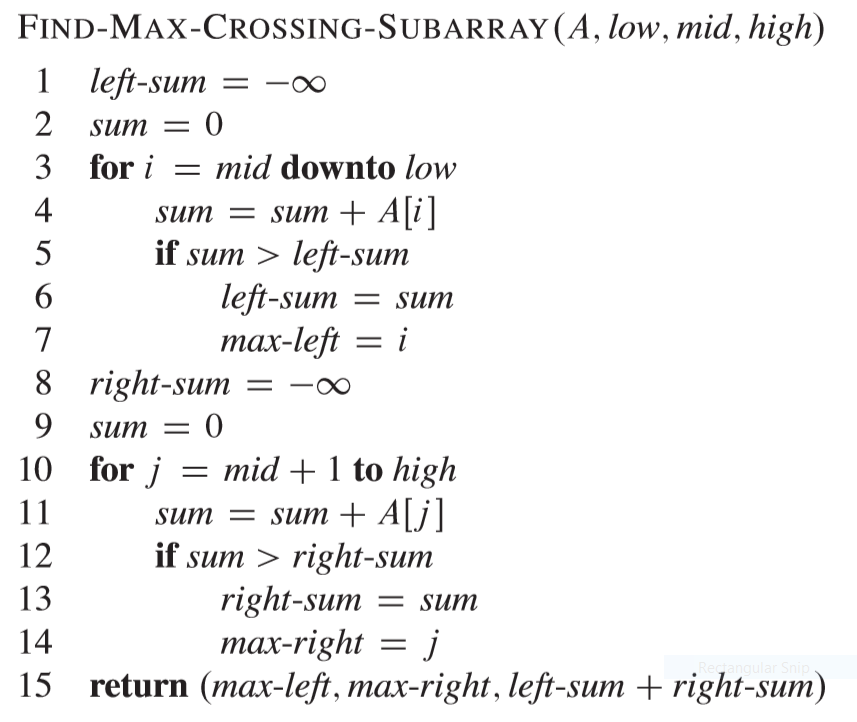 FIND-MAX-CROSSING-SUBARRAY(A, low, mid, high)
1 left-sum = −∞
2 sum = 0
3 for i = mid downto low
4 sum = sum + A[i]
5 if sum > left-sum
6 left-sum = sum
7 max-left = i
8 right-sum = −∞
9 sum = 0
10 for j = mid + 1 to high
11 sum = sum + A[j]
12 if sum > right-sum
13 right-sum = sum
14 max-right = j
Rectangular Snip
15 return (max-left, max-right, left-sum + right-sum)